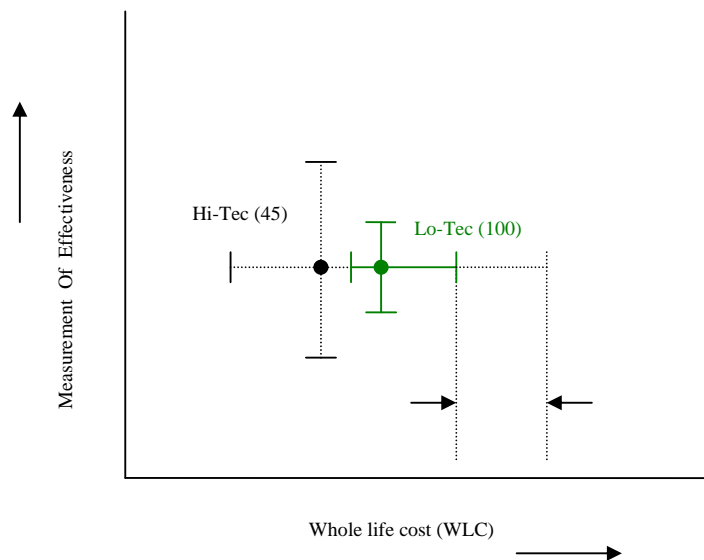 Hi-Tec (45)
Lo-Tec (100)
Measurement Of Effectiveness
Whole life cost (WLC)